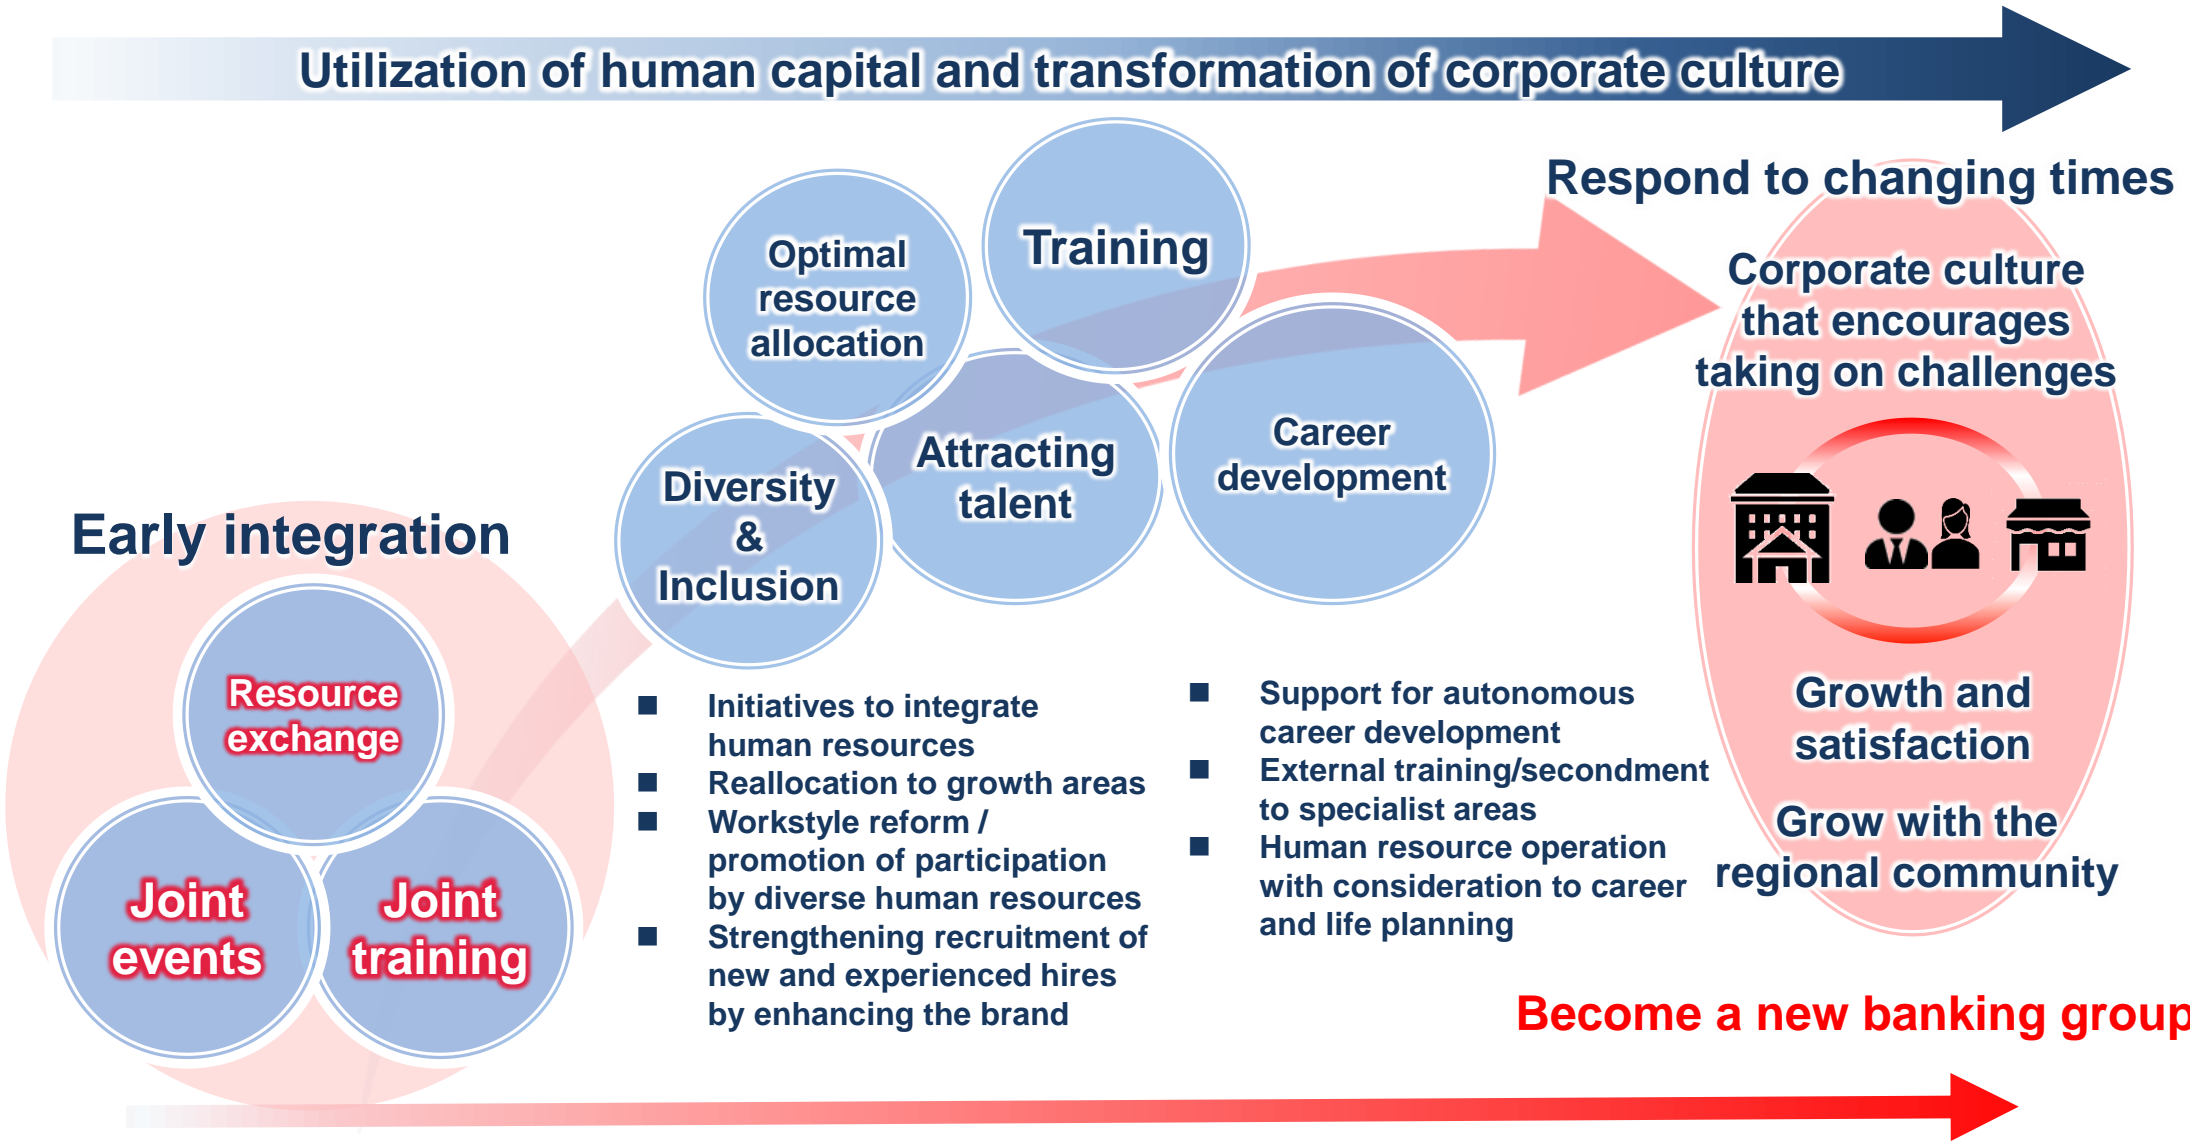 Utilization of human capital and transformation of corporate culture
Early integration
Resource
exchange
Joint
events
Joint
training
Diversity
&
Inclusion
Optimal
resource
allocation
Attracting
talent
Training
Career
development
■ Initiatives to integrate
human resources
■ Reallocation to growth areas
■ Workstyle reform /
promotion of participation
by diverse human resources
■ Strengthening recruitment of
new and experienced hires
by enhancing the brand
■ Support for autonomous
career development
■ External training/secondment
to specialist areas
■ Human resource operation
with consideration to career
and life planning
Respond to changing times
Corporate culture
that encourages
taking on challenges
Growth and
satisfaction
Grow with the
regional community
Become a new banking group